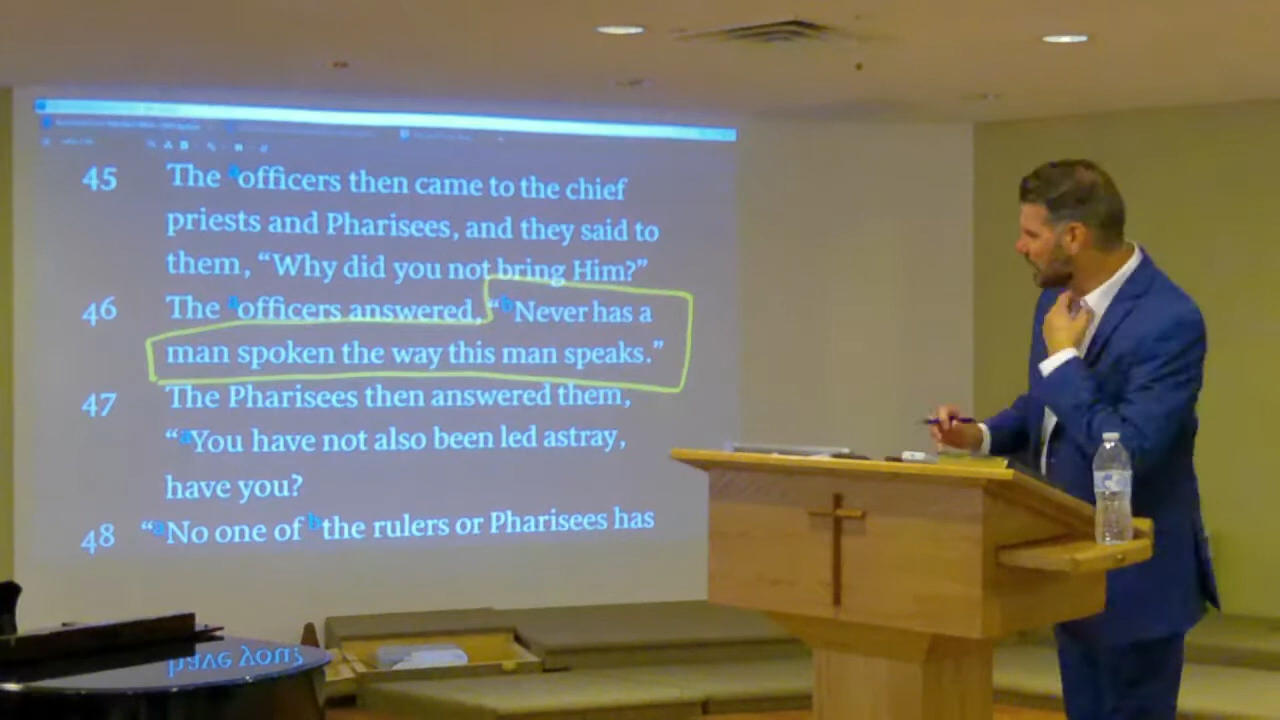 45 The ᵃofficers then came to the chief
priests and Pharisees, and they said to
them, “Why did you not bring Him?”
46 The ᵃofficers answered, “ᵇNever has a
man spoken the way this man speaks.”
47 The Pharisees then answered them,
“ᵃYou have not also been led astray,
have you?
48 “ᵃNo one of ᵇthe rulers or Pharisees has
have you?